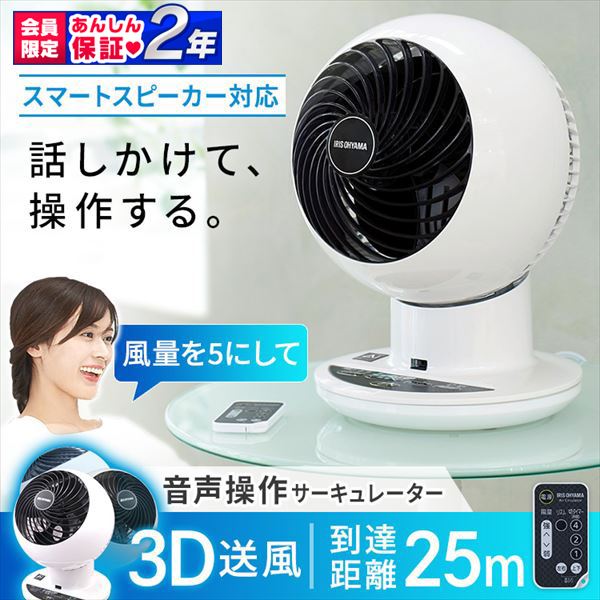 会員
限定
あんしん
保証
2年
スマートスピーカー対応
話しかけて、
操作する。
IRIS OHYAMA
風量を5にして
音声操作サーキュレーター
3D送風
到達
距離
25m
IRIS OHYAMA